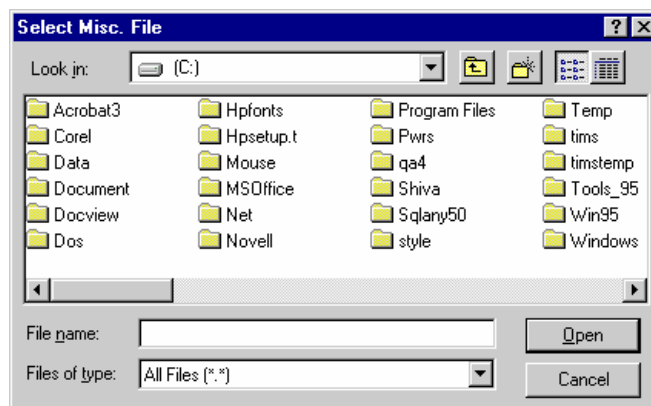 Select Misc. File
Look in: (C:)
Acrobat3 Hpfonts Program Files Temp
Corel Hpsetup.t Pwrs tims
Data Mouse qa4 timstemp
Document MSOffice Shiva Tools_95
Docview Net Sqlany50 Win95
Dos Novell style Windows
File name: Open
Files of type: All Files (*.*) Cancel